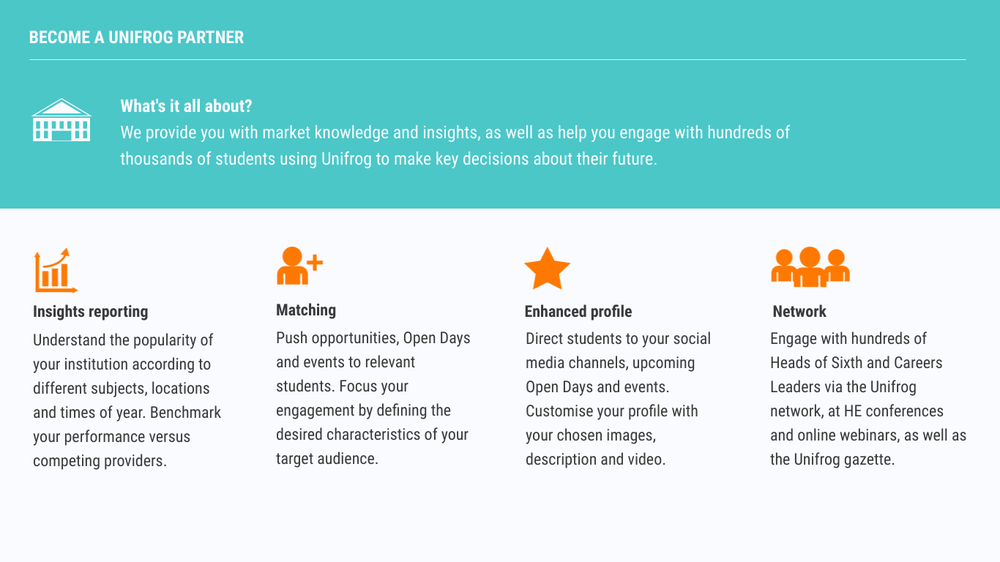 BECOME A UNIFROG PARTNER
What's it all about?
We provide you with market knowledge and insights, as well as help you engage with hundreds of
thousands of students using Unifrog to make key decisions about their future.
Insights reporting
Understand the popularity of
your institution according to
different subjects, locations
and times of year. Benchmark
your performance versus
competing providers.
Matching
Push opportunities, Open Days
and events to relevant
students. Focus your
engagement by defining the
desired characteristics of your
target audience.
Enhanced profile
Direct students to your social
media channels, upcoming
Open Days and events.
Customise your profile with
your chosen images,
description and video.
Network
Engage with hundreds of
Heads of Sixth and Careers
Leaders via the Unifrog
network, at HE conferences
and online webinars, as well as
the Unifrog gazette.